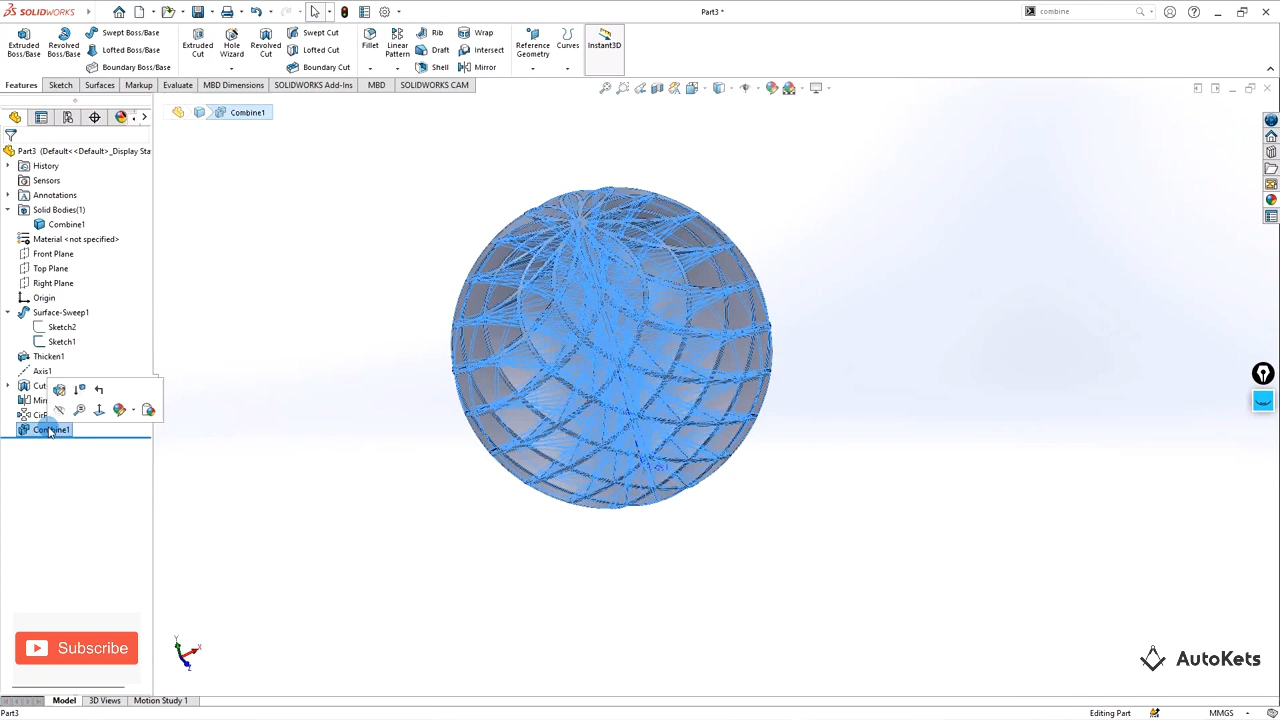 SOLIDWORKS
Part3 *
combine
Extruded Boss/Base
Revolved Boss/Base
Swept Boss/Base
Lofted Boss/Base
Boundary Boss/Base
Extruded Cut
Hole Wizard
Revolved Cut
Swept Cut
Lofted Cut
Boundary Cut
Fillet
Linear Pattern
Rib
Draft
Shell
Wrap
Intersect
Mirror
Reference Geometry
Curves
Instant3D
Features
Sketch
Surfaces
Markup
Evaluate
MBD Dimensions
SOLIDWORKS Add-Ins
MBD
SOLIDWORKS CAM
Combine1
Part3 (Default<<Default>_Display Sta
History
Sensors
Annotations
Solid Bodies(1)
Combine1
Material <not specified>
Front Plane
Top Plane
Right Plane
Origin
Surface-Sweep1
Sketch2
Sketch1
Thicken1
Axis1
Cut
Mirr
Cir
Combine1
Subscribe
Y
X
Z
AutoKets
Model
3D Views
Motion Study 1
Part3
Editing Part
MMGS